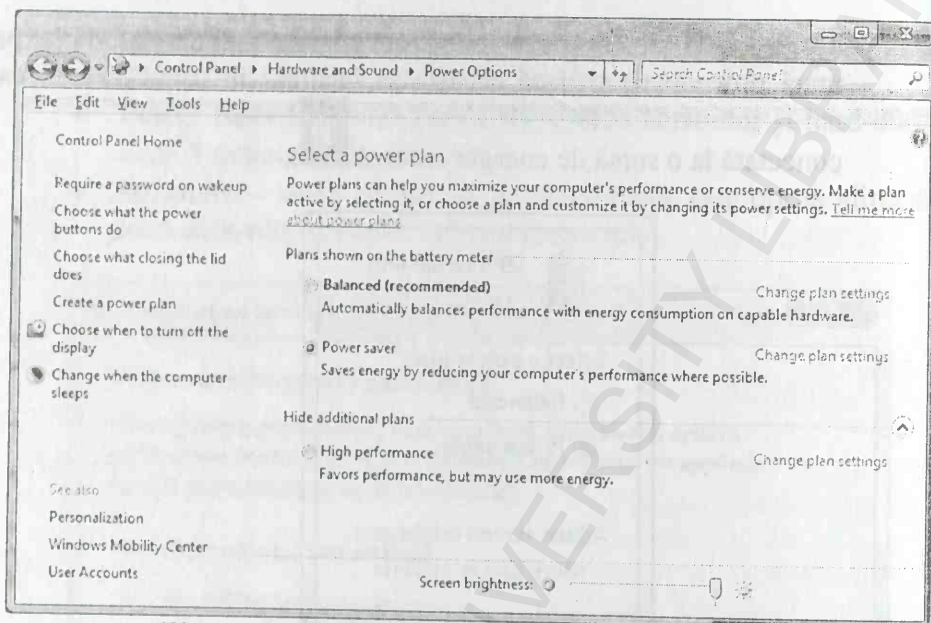 Control Panel ▸ Hardware and Sound ▸ Power Options Search Control Panel
File Edit View Tools Help
Control Panel Home
Require a password on wakeup
Choose what the power
buttons do
Choose what closing the lid
does
Create a power plan
Choose when to turn off the
display
Change when the computer
sleeps
See also
Personalization
Windows Mobility Center
User Accounts
Select a power plan
Power plans can help you maximize your computer's performance or conserve energy. Make a plan
active by selecting it, or choose a plan and customize it by changing its power settings. Tell me more
about power plans
Plans shown on the battery meter
Balanced (recommended) Change plan settings
Automatically balances performance with energy consumption on capable hardware.
Power saver Change plan settings
Saves energy by reducing your computer's performance where possible.
Hide additional plans
High performance Change plan settings
Favors performance, but may use more energy.
Screen brightness:
conectată la o sursă de energie
VERSITY LIBRA